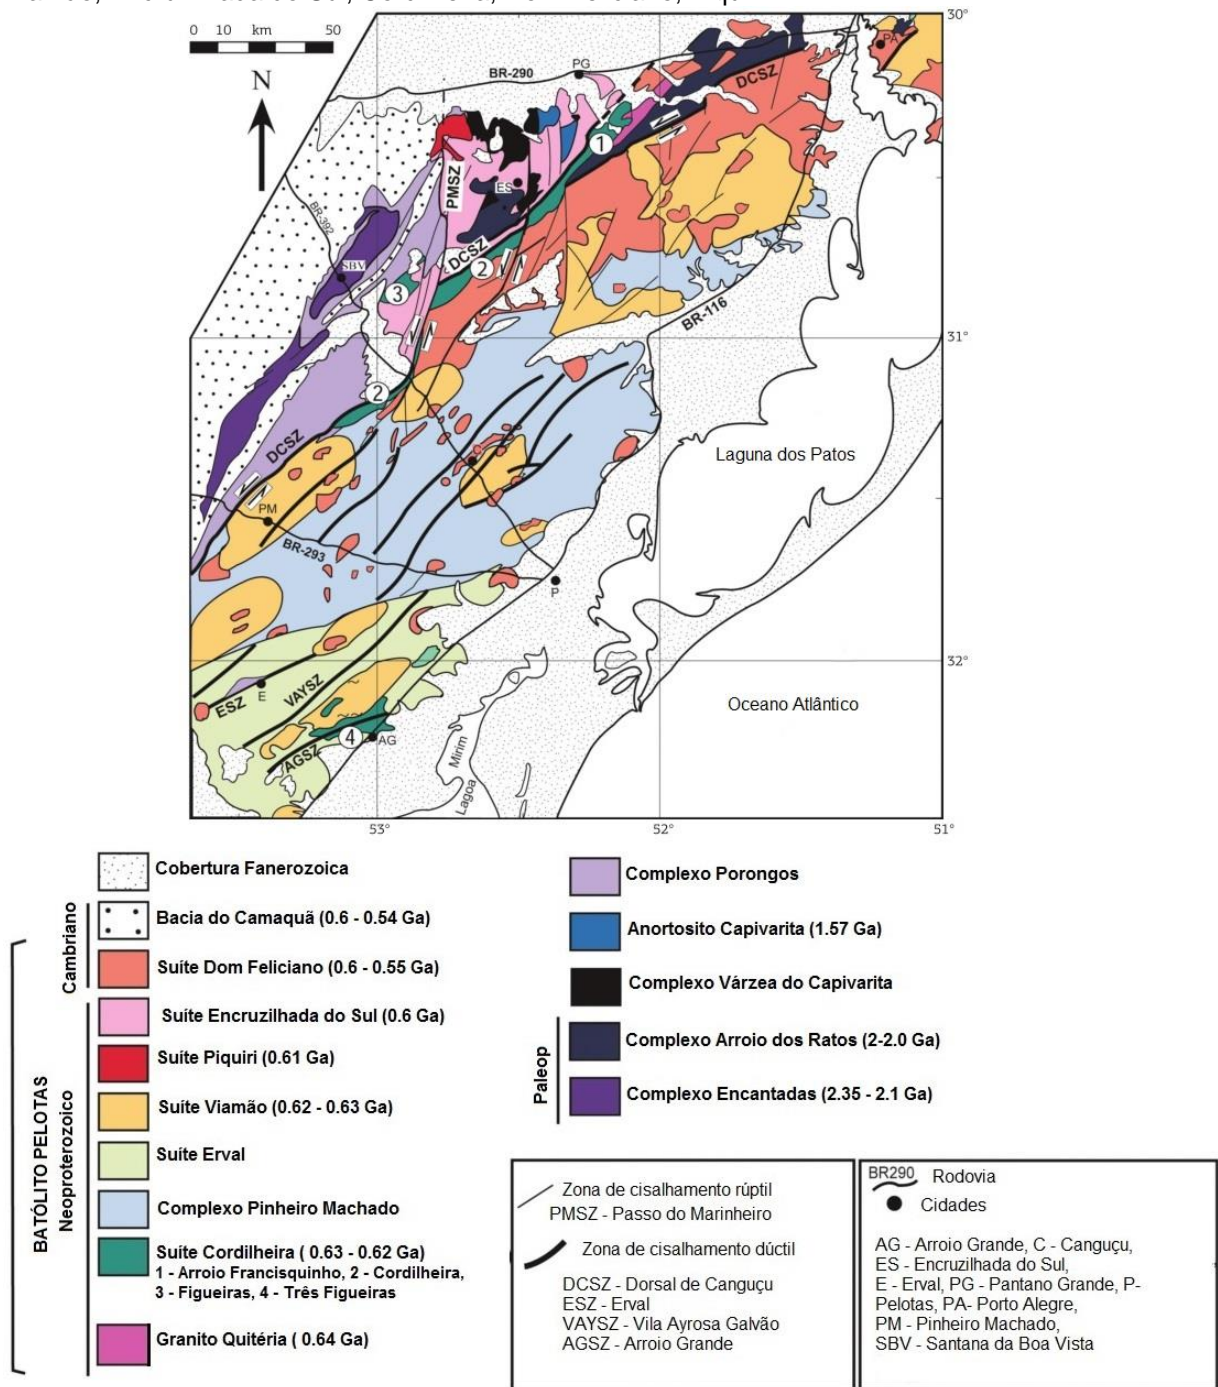 0 10 km 50
N
30°
PA
PG
BR-290
DCSZ
1
PMSZ
ES
BR-392
SBV
DCSZ
2
3
BR-116
31°
2
DCSZ
Laguna dos Patos
PM
BR-293
P
32°
ESZ
E
VAYSZ
Oceano Atlântico
4
AG
AGSZ
Mirim
Lagoa
53°
52°
51°
Cobertura Fanerozoica
Cambriano
Bacia do Camaquã (0.6 - 0.54 Ga)
Suíte Dom Feliciano (0.6 - 0.55 Ga)
BATÓLITO PELOTAS
Neoproterozoico
Suíte Encruzilhada do Sul (0.6 Ga)
Suíte Piquiri (0.61 Ga)
Suíte Viamão (0.62 - 0.63 Ga)
Suíte Erval
Complexo Pinheiro Machado
Suíte Cordilheira ( 0.63 - 0.62 Ga)
1 - Arroio Francisquinho, 2 - Cordilheira,
3 - Figueiras, 4 - Três Figueiras
Granito Quitéria ( 0.64 Ga)
Complexo Porongos
Anortosito Capivarita (1.57 Ga)
Complexo Várzea do Capivarita
Paleop
Complexo Arroio dos Ratos (2-2.0 Ga)
Complexo Encantadas (2.35 - 2.1 Ga)
Zona de cisalhamento rúptil
PMSZ - Passo do Marinheiro
Zona de cisalhamento dúctil
DCSZ - Dorsal de Canguçu
ESZ - Erval
VAYSZ - Vila Ayrosa Galvão
AGSZ - Arroio Grande
BR290 Rodovia
Cidades
AG - Arroio Grande, C - Canguçu,
ES - Encruzilhada do Sul,
E - Erval, PG - Pantano Grande, P-
Pelotas, PA- Porto Alegre,
PM - Pinheiro Machado,
SBV - Santana da Boa Vista